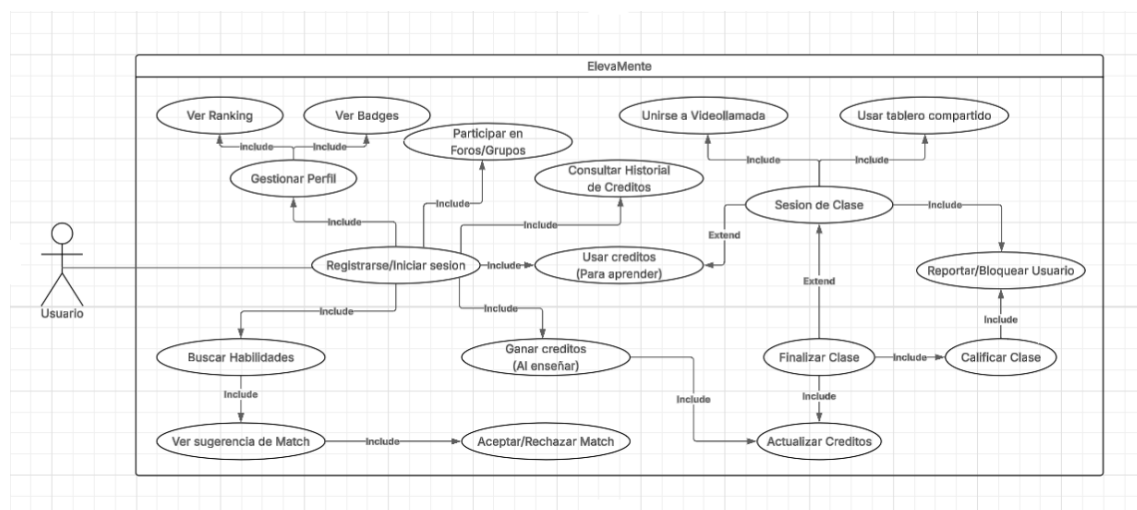 ElevaMente
Ver Ranking
Ver Badges
Unirse a Videollamada
Usar tablero compartido
Participar en
Foros/Grupos
Include
Include
Include
Include
Gestionar Perfil
Consultar Historial
de Creditos
Sesion de Clase
Include
Include
Include
Include
Extend
Registrarse/Iniciar sesion
Include
Usar creditos
(Para aprender)
Reportar/Bloquear Usuario
Usuario
Include
Include
Extend
Include
Buscar Habilidades
Ganar creditos
(Al enseñar)
Finalizar Clase
Include
Calificar Clase
Include
Include
Include
Ver sugerencia de Match
Include
Aceptar/Rechazar Match
Actualizar Creditos